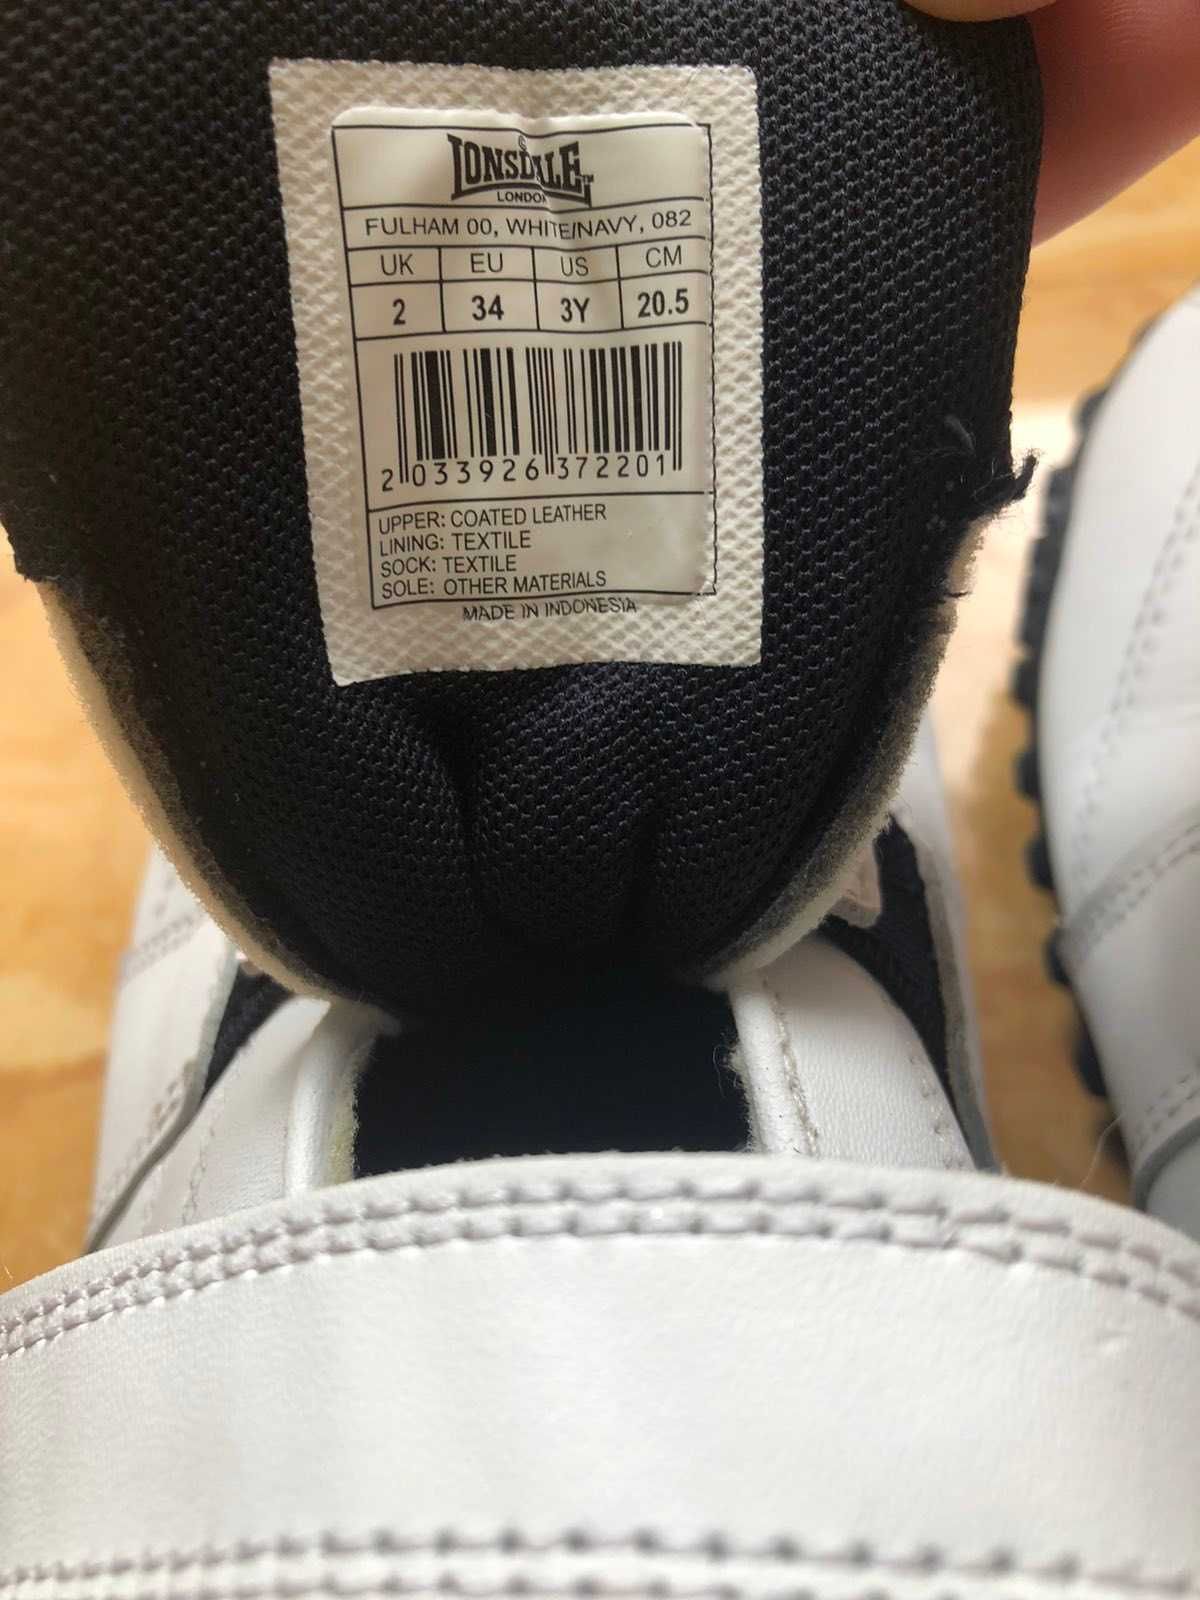 LONSDALE™
LONDON
FULHAM 00, WHITE/NAVY, 082
UK EU US CM
2 34 3Y 20.5
2 033926 372201
UPPER: COATED LEATHER
LINING: TEXTILE
SOCK: TEXTILE
SOLE: OTHER MATERIALS
MADE IN INDONESIA